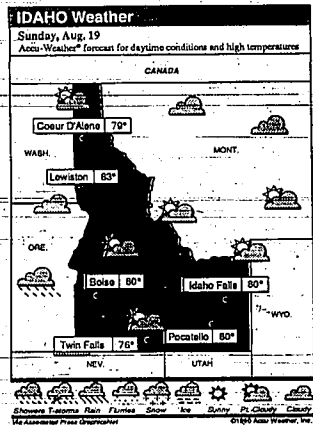 IDAHO Weather
Sunday, Aug. 19
Accu-Weather® forecast for daytime conditions and high temperatures
CANADA
Coeur D'Alene 79°
WASH.
MONT.
Lewiston 83°
ORE.
Boise 80°
Idaho Falls 80°
WYO.
Twin Falls 76°
Pocatello 80°
NEV.
UTAH
Showers T-storms Rain Flurries Snow Ice Sunny Pt. Cloudy Cloudy
An Associated Press GraphicsNet
Accu-Weather, Inc.